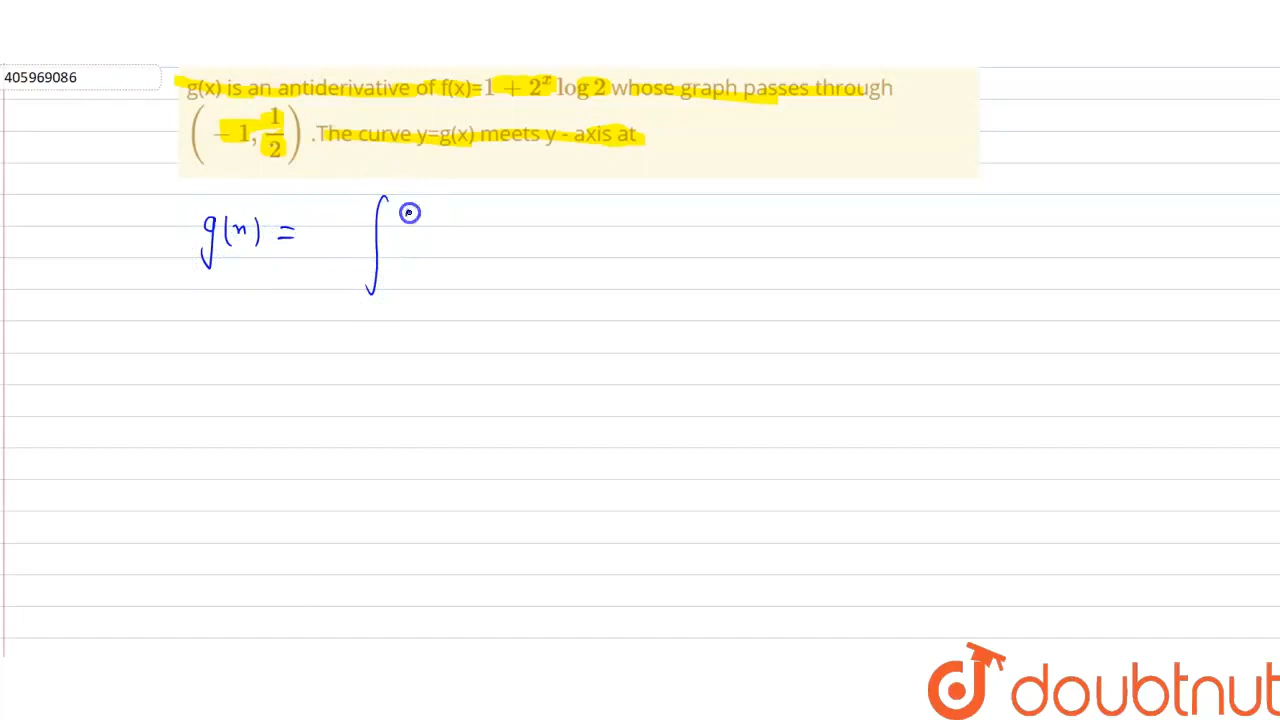 405969086
g(x) is an antiderivative of f(x)=1 + 2^x log 2 whose graph passes through
(-1, 1/2) .The curve y=g(x) meets y - axis at
g(x) = ∫
doubtnut